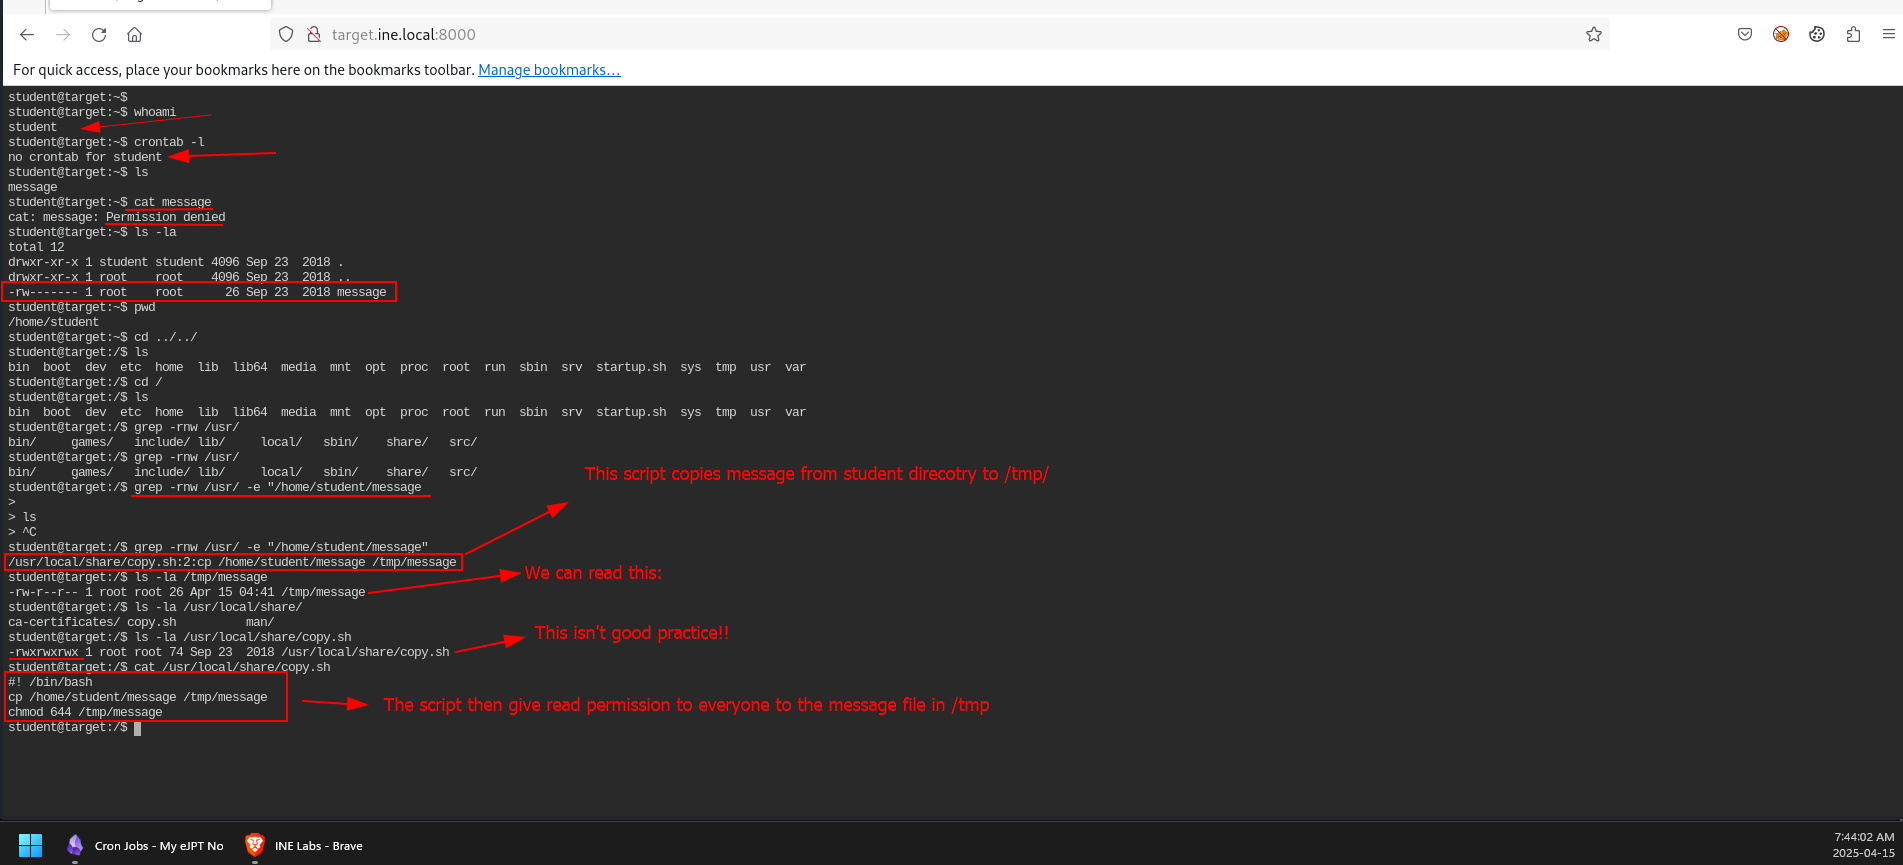 target.ine.local:8000
For quick access, place your bookmarks here on the bookmarks toolbar. Manage bookmarks…
student@target:~$
student@target:~$ whoami
student
student@target:~$ crontab -l
no crontab for student
student@target:~$ ls
message
student@target:~$ cat message
cat: message: Permission denied
student@target:~$ ls -la
total 12
drwxr-xr-x 1 student student 4096 Sep 23  2018 .
drwxr-xr-x 1 root    root    4096 Sep 23  2018 ..
-rw------- 1 root    root      26 Sep 23  2018 message
student@target:~$ pwd
/home/student
student@target:~$ cd ../../
student@target:/$ ls
bin  boot  dev  etc  home  lib  lib64  media  mnt  opt  proc  root  run  sbin  srv  startup.sh  sys  tmp  usr  var
student@target:/$ cd /
student@target:/$ ls
bin  boot  dev  etc  home  lib  lib64  media  mnt  opt  proc  root  run  sbin  srv  startup.sh  sys  tmp  usr  var
student@target:/$ grep -rnw /usr/
bin/     games/   include/ lib/     local/   sbin/    share/   src/
student@target:/$ grep -rnw /usr/
bin/     games/   include/ lib/     local/   sbin/    share/   src/
This script copies message from student direcotry to /tmp/
student@target:/$ grep -rnw /usr/ -e "/home/student/message
>
> ls
> ^C
student@target:/$ grep -rnw /usr/ -e "/home/student/message"
/usr/local/share/copy.sh:2:cp /home/student/message /tmp/message
We can read this:
student@target:/$ ls -la /tmp/message
-rw-r--r-- 1 root root 26 Apr 15 04:41 /tmp/message
student@target:/$ ls -la /usr/local/share/
ca-certificates/ copy.sh          man/
This isn't good practice!!
student@target:/$ ls -la /usr/local/share/copy.sh
-rwxrwxrwx 1 root root 74 Sep 23  2018 /usr/local/share/copy.sh
student@target:/$ cat /usr/local/share/copy.sh
#! /bin/bash
cp /home/student/message /tmp/message
The script then give read permission to everyone to the message file in /tmp
chmod 644 /tmp/message
student@target:/$
Cron Jobs - My eJPT No
INE Labs - Brave
7:44:02 AM
2025-04-15